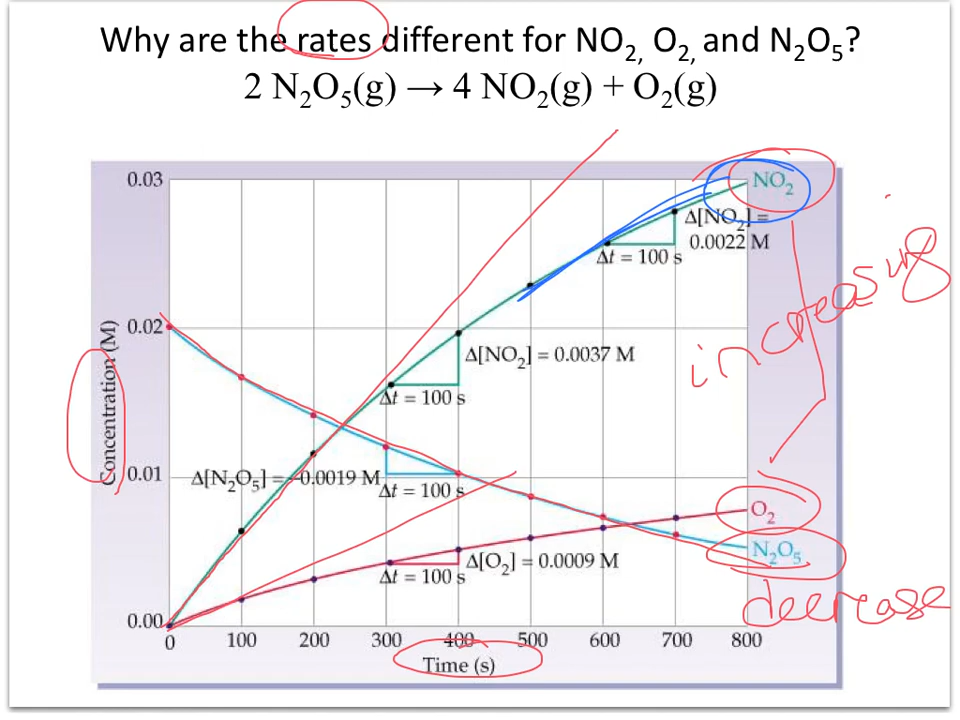 Why are the rates different for NO₂, O₂, and N₂O₅?
2 N₂O₅(g) → 4 NO₂(g) + O₂(g)
0.03
NO₂
Δ[NO₂] =
0.0022 M
Δt = 100 s
increasing
Concentration (M)
0.02
Δ[NO₂] = 0.0037 M
Δt = 100 s
0.01
Δ[N₂O₅] = −0.0019 M
Δt = 100 s
O₂
N₂O₅
Δ[O₂] = 0.0009 M
Δt = 100 s
decrease
0.00
0 100 200 300 400 500 600 700 800
Time (s)